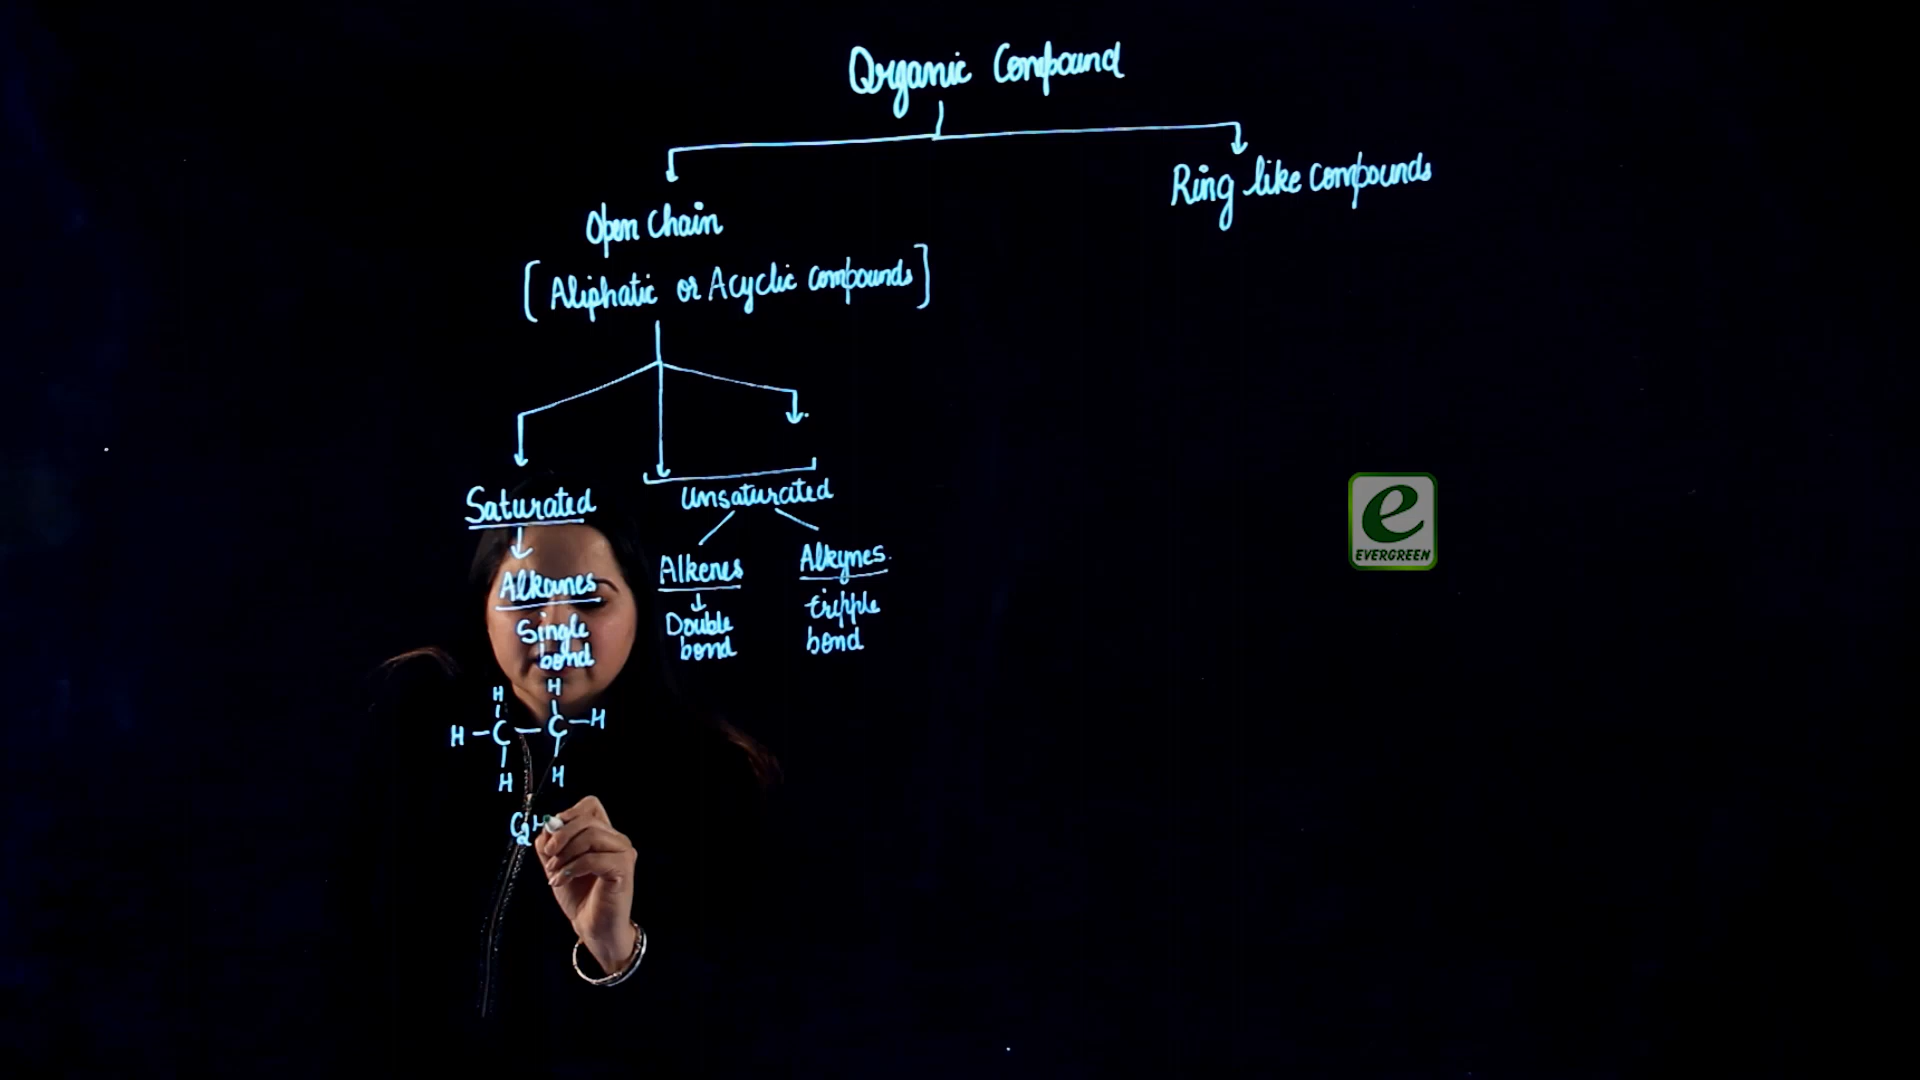 Organic Compound
Open Chain
Ring like Compounds
[Aliphatic or Acyclic Compounds]
Saturated
Unsaturated
Alkanes
Alkenes
Alkynes.
Single
bond
Double
bond
tripple
bond
H H
H-C-C-H
H H
C2H
e
EVERGREEN